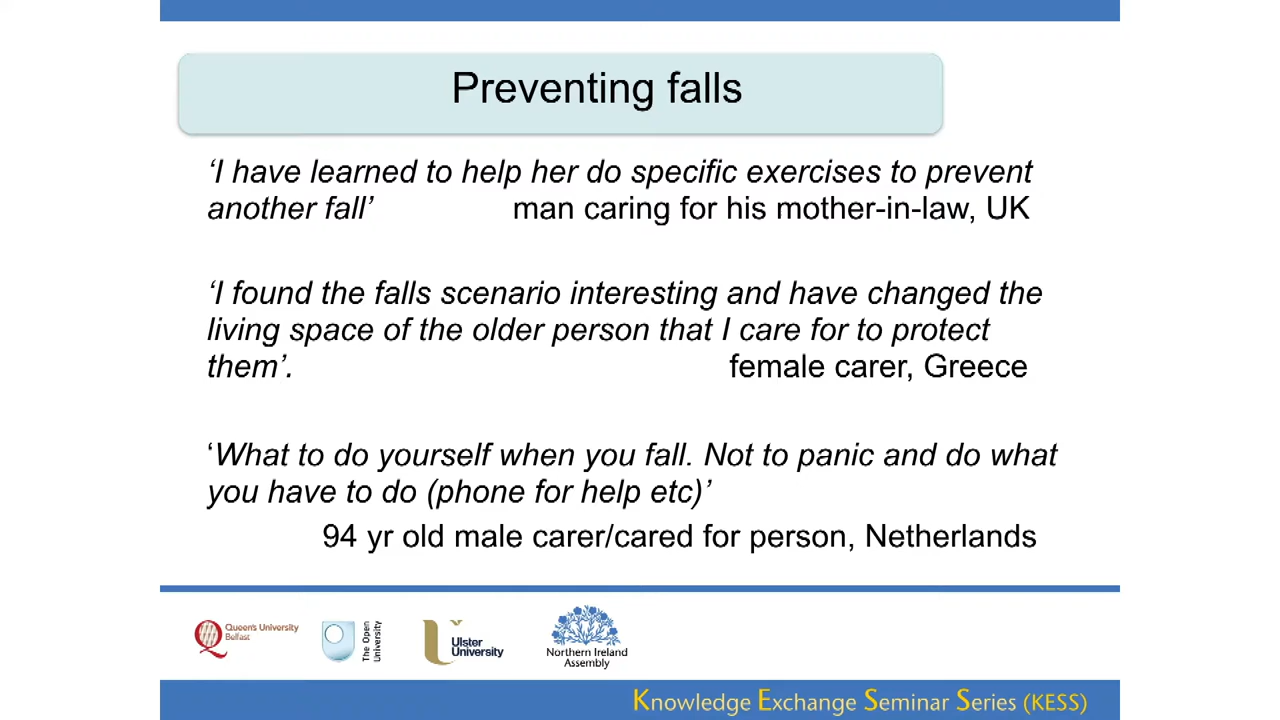 Preventing falls
‘I have learned to help her do specific exercises to prevent
another fall’ man caring for his mother-in-law, UK
‘I found the falls scenario interesting and have changed the
living space of the older person that I care for to protect
them’. female carer, Greece
‘What to do yourself when you fall. Not to panic and do what
you have to do (phone for help etc)’
94 yr old male carer/cared for person, Netherlands
Queen's University
Belfast
The Open
University
Ulster
University
Northern Ireland
Assembly
Knowledge Exchange Seminar Series (KESS)